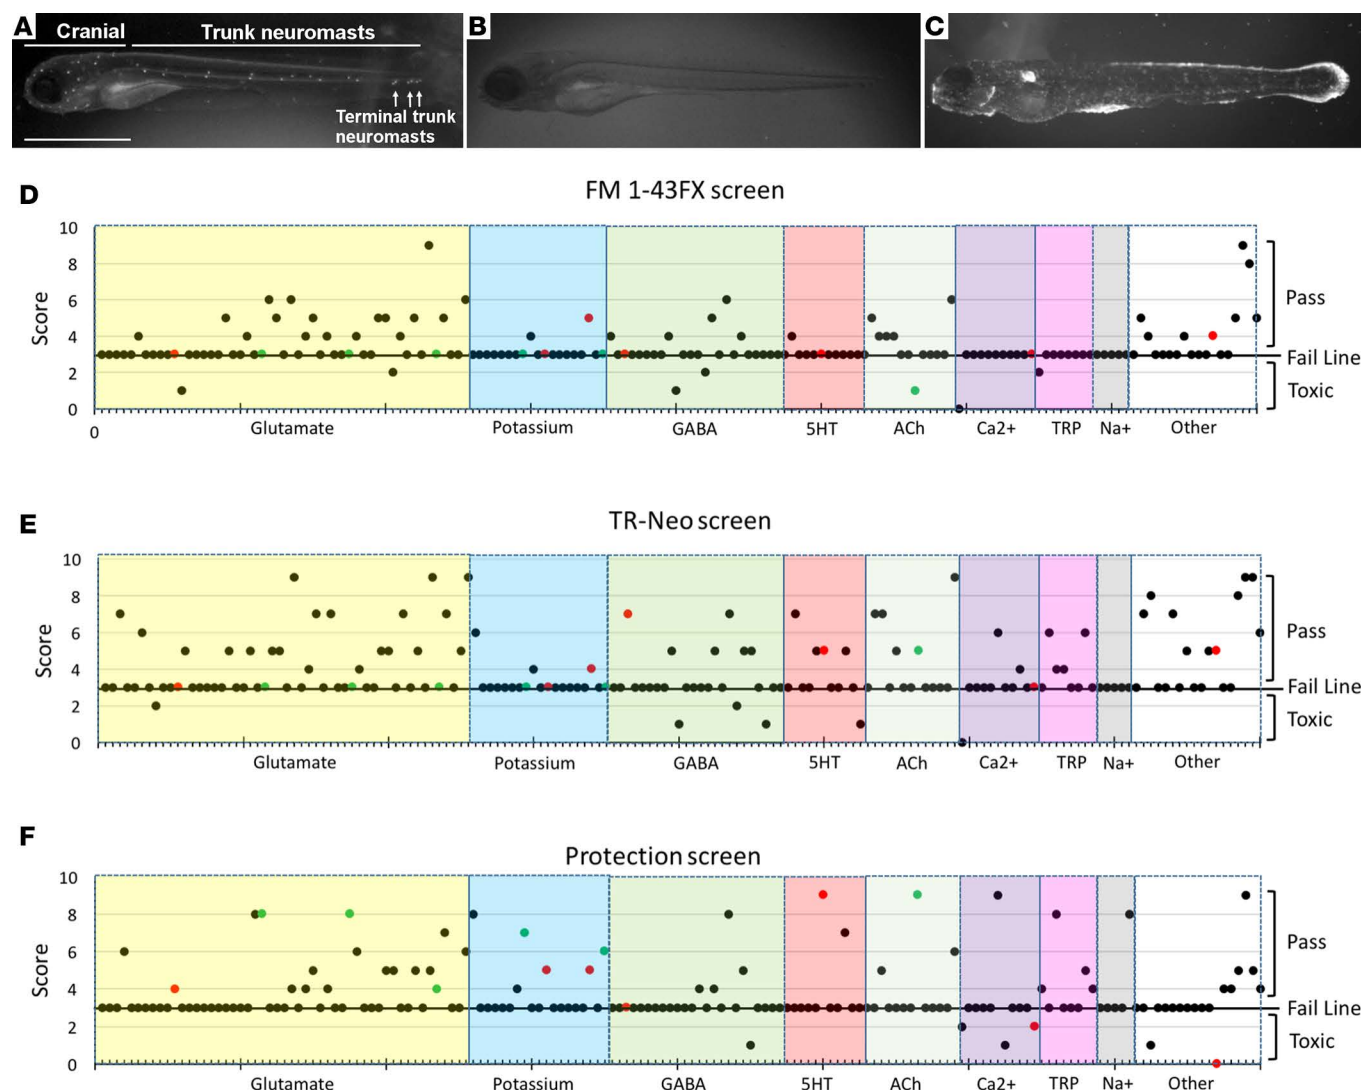 A
Cranial
Trunk neuromasts
Terminal trunk
neuromasts
B
C
D
FM 1-43FX screen
Score
10
8
6
4
2
0
0
Glutamate
Potassium
GABA
5HT
ACh
Ca2+
TRP
Na+
Other
Pass
Fail Line
Toxic
E
TR-Neo screen
Score
10
8
6
4
2
0
Glutamate
Potassium
GABA
5HT
ACh
Ca2+
TRP
Na+
Other
Pass
Fail Line
Toxic
F
Protection screen
Score
10
8
6
4
2
0
Glutamate
Potassium
GABA
5HT
ACh
Ca2+
TRP
Na+
Other
Pass
Fail Line
Toxic